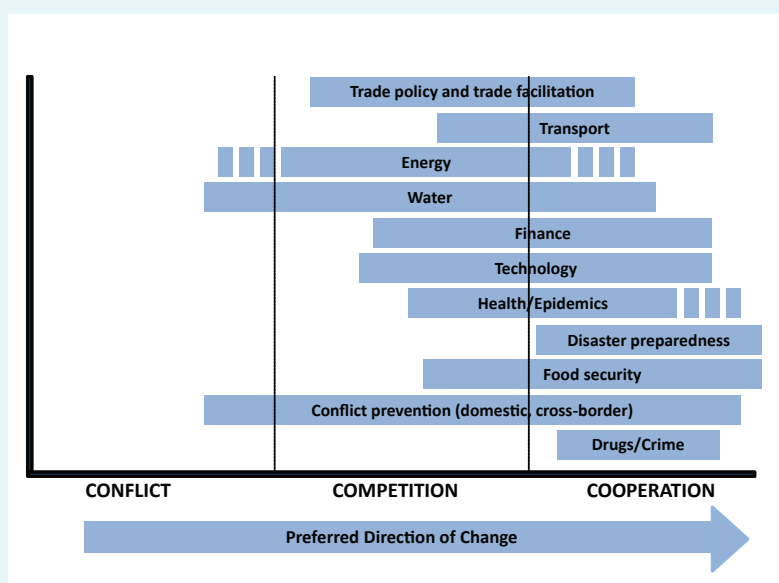 Trade policy and trade facilitation
Transport
Energy
Water
Finance
Technology
Health/Epidemics
Disaster preparedness
Food security
Conflict prevention (domestic, cross-border)
Drugs/Crime
CONFLICT COMPETITION COOPERATION
Preferred Direction of Change